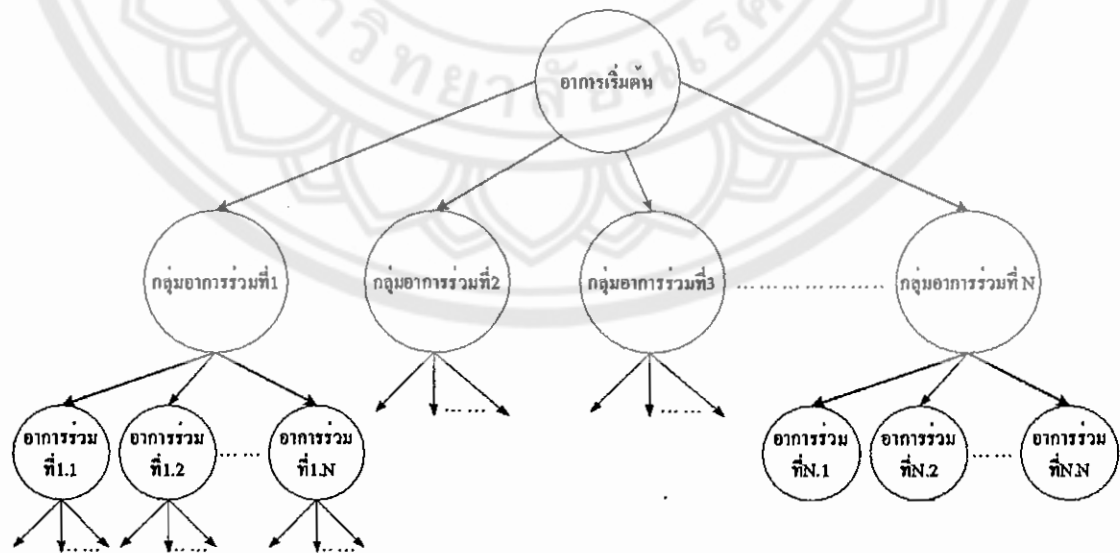 อาการเริ่มต้น
กลุ่มอาการร่วมที่1
กลุ่มอาการร่วมที่2
กลุ่มอาการร่วมที่3
………………..
กลุ่มอาการร่วมที่ N
อาการร่วม
ที่1.1
อาการร่วม
ที่1.2
……
อาการร่วม
ที่1.N
……
……
อาการร่วม
ที่N.1
อาการร่วม
ที่N.2
……
อาการร่วม
ที่N.N
……
……
……